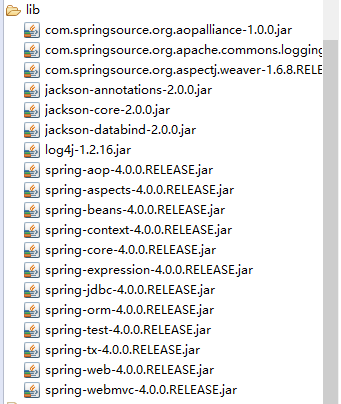 lib
com.springsource.org.aopalliance-1.0.0.jar
com.springsource.org.apache.commons.logging
com.springsource.org.aspectj.weaver-1.6.8.RELE
jackson-annotations-2.0.0.jar
jackson-core-2.0.0.jar
jackson-databind-2.0.0.jar
log4j-1.2.16.jar
spring-aop-4.0.0.RELEASE.jar
spring-aspects-4.0.0.RELEASE.jar
spring-beans-4.0.0.RELEASE.jar
spring-context-4.0.0.RELEASE.jar
spring-core-4.0.0.RELEASE.jar
spring-expression-4.0.0.RELEASE.jar
spring-jdbc-4.0.0.RELEASE.jar
spring-orm-4.0.0.RELEASE.jar
spring-test-4.0.0.RELEASE.jar
spring-tx-4.0.0.RELEASE.jar
spring-web-4.0.0.RELEASE.jar
spring-webmvc-4.0.0.RELEASE.jar